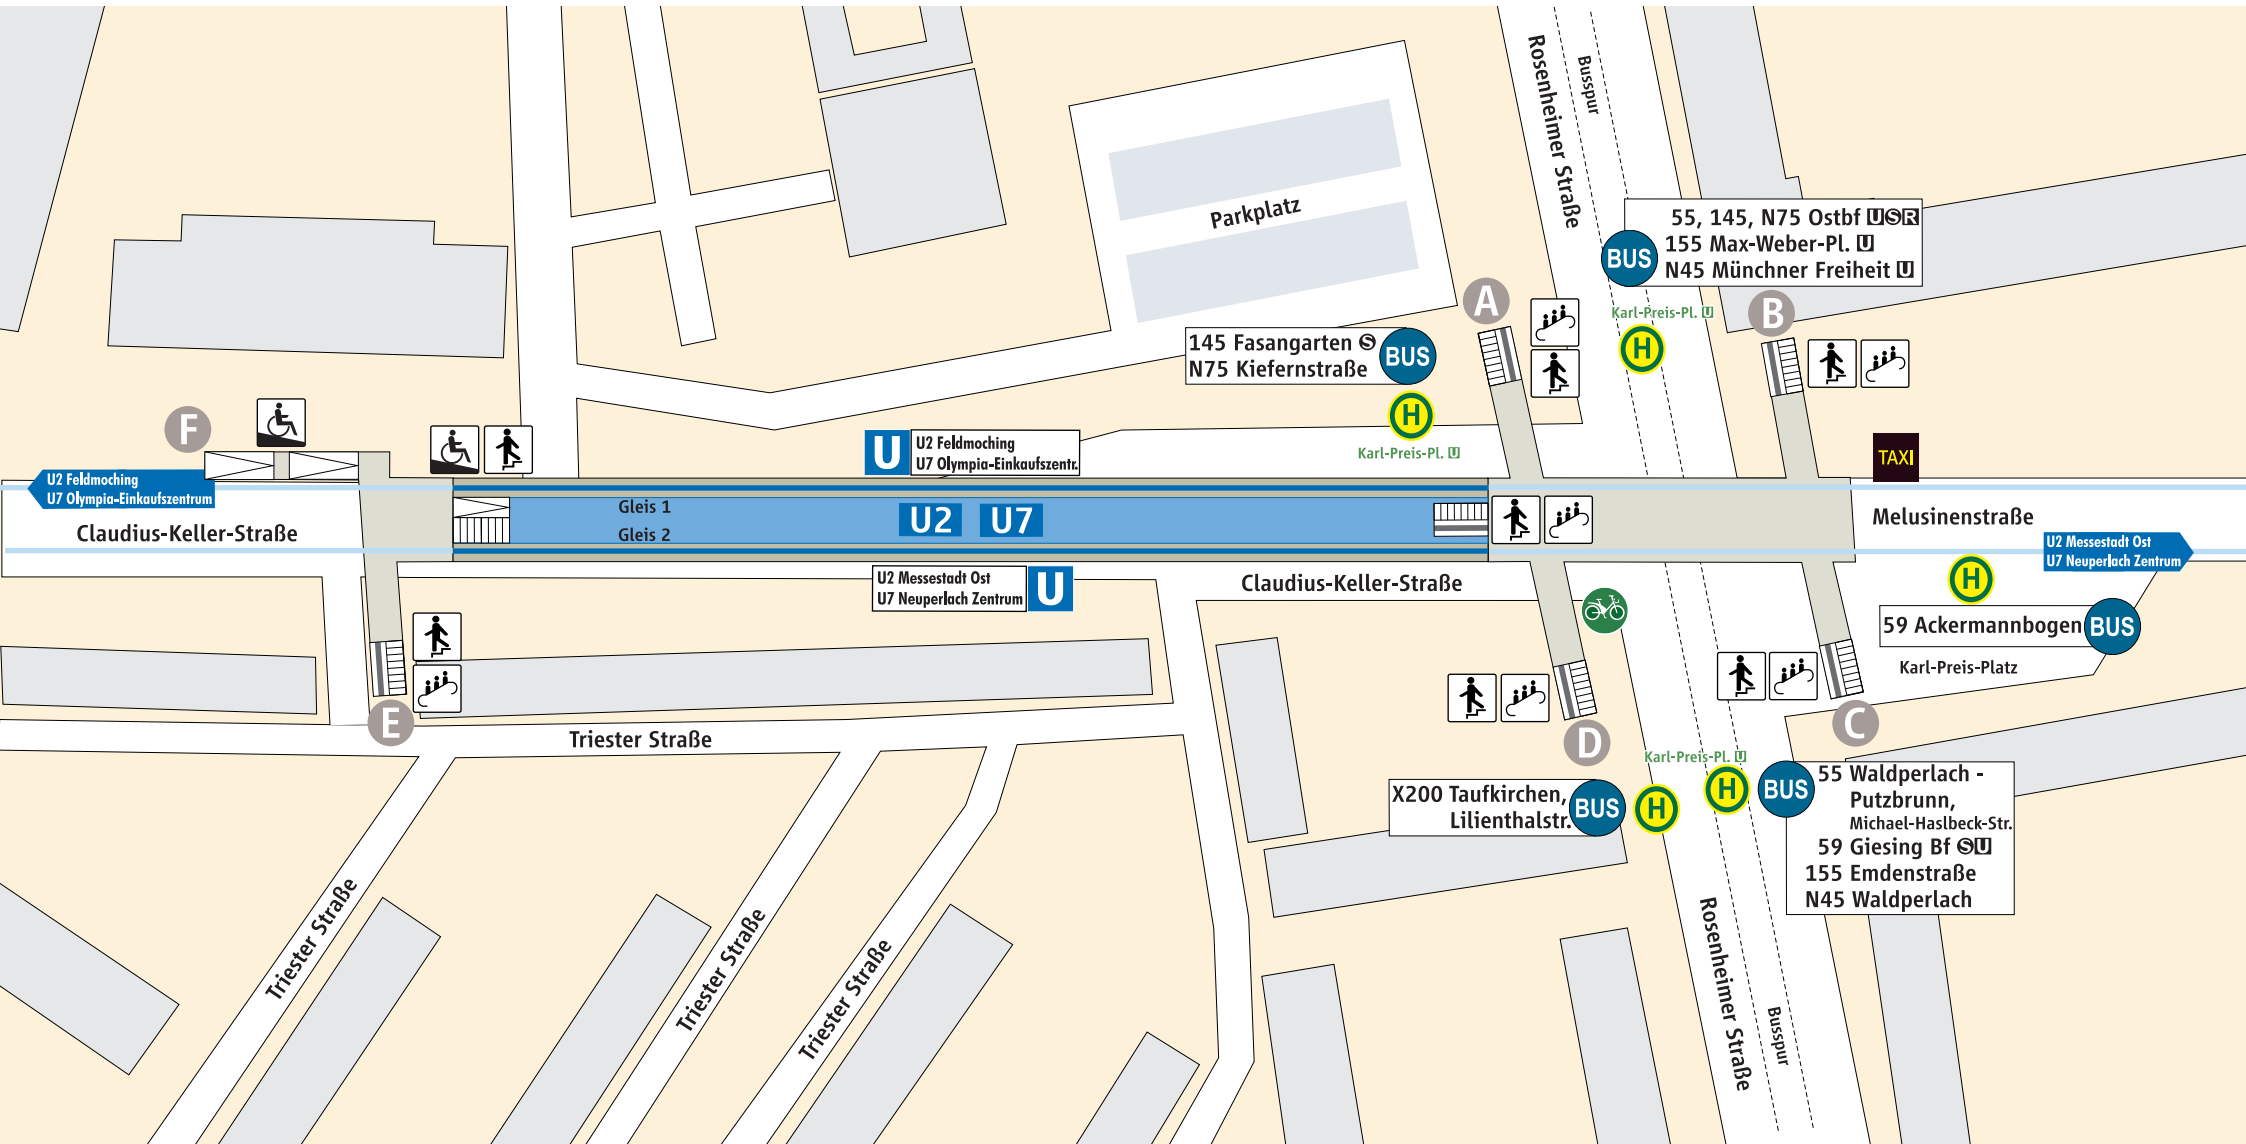 Rosenheimer Straße
Busspur
Parkplatz
55, 145, N75 Ostbf U S R
BUS
155 Max-Weber-Pl. U
N45 Münchner Freiheit U
A
B
Karl-Preis-Pl. U
H
145 Fasangarten S
N75 Kiefernstraße
BUS
H
Karl-Preis-Pl. U
F
U
U2 Feldmoching
U7 Olympia-Einkaufszentr.
TAXI
U2 Feldmoching
U7 Olympia-Einkaufszentrum
Claudius-Keller-Straße
Gleis 1
Gleis 2
U2
U7
Melusinenstraße
U2 Messestadt Ost
U7 Neuperlach Zentrum
U2 Messestadt Ost
U7 Neuperlach Zentrum
U
Claudius-Keller-Straße
H
59 Ackermannbogen
BUS
Karl-Preis-Platz
E
D
C
Triester Straße
Karl-Preis-Pl. U
X200 Taufkirchen,
Lilienthalstr.
BUS
H
H
BUS
55 Waldperlach -
Putzbrunn,
Michael-Haslbeck-Str.
59 Giesing Bf S U
155 Emdenstraße
N45 Waldperlach
Triester Straße
Triester Straße
Triester Straße
Rosenheimer Straße
Busspur